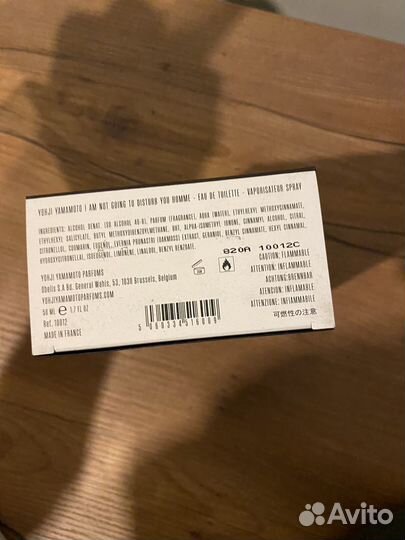 YOHJI YAMAMOTO I AM NOT GOING TO DISTURB YOU HOMME - EAU DE TOILETTE - VAPORISATEUR SPRAY
INGREDIENTS: ALCOHOL DENAT. (SD ALCOHOL 40-B), PARFUM (FRAGRANCE), AQUA (WATER), ETHYLHEXYL METHOXYCINNAMATE,
ETHYLHEXYL SALICYLATE, BUTYL METHOXYDIBENZOYLMETHANE, BHT, ALPHA-ISOMETHYL IONONE, CINNAMYL ALCOHOL, CITRAL,
CITRONELLOL, COUMARIN, EUGENOL, EVERNIA PRUNASTRI (OAKMOSS) EXTRACT, GERANIOL, BENZYL CINNAMATE, HEXYL CINNAMAL,
HYDROXYCITRONELLAL, ISOEUGENOL, LIMONENE, LINALOOL, BENZYL BENZOATE.
820A 10012C
YOHJI YAMAMOTO PARFUMS
Obelis S.A Bd. General Wahis, 53, 1030 Brussels, Belgium
YOHJIYAMAMOTOPARFUMS.COM
50 ML e 1.7 FL OZ
Ref. 10012
MADE IN FRANCE
CAUTION: FLAMMABLE
ATTENTION, INFLAMMABLE
ACHTUNG:BRENNBAR
ATENCIÓN: INFLAMABLE
ATENÇÃO: INFLAMÁVEL
可燃性の注意
Avito